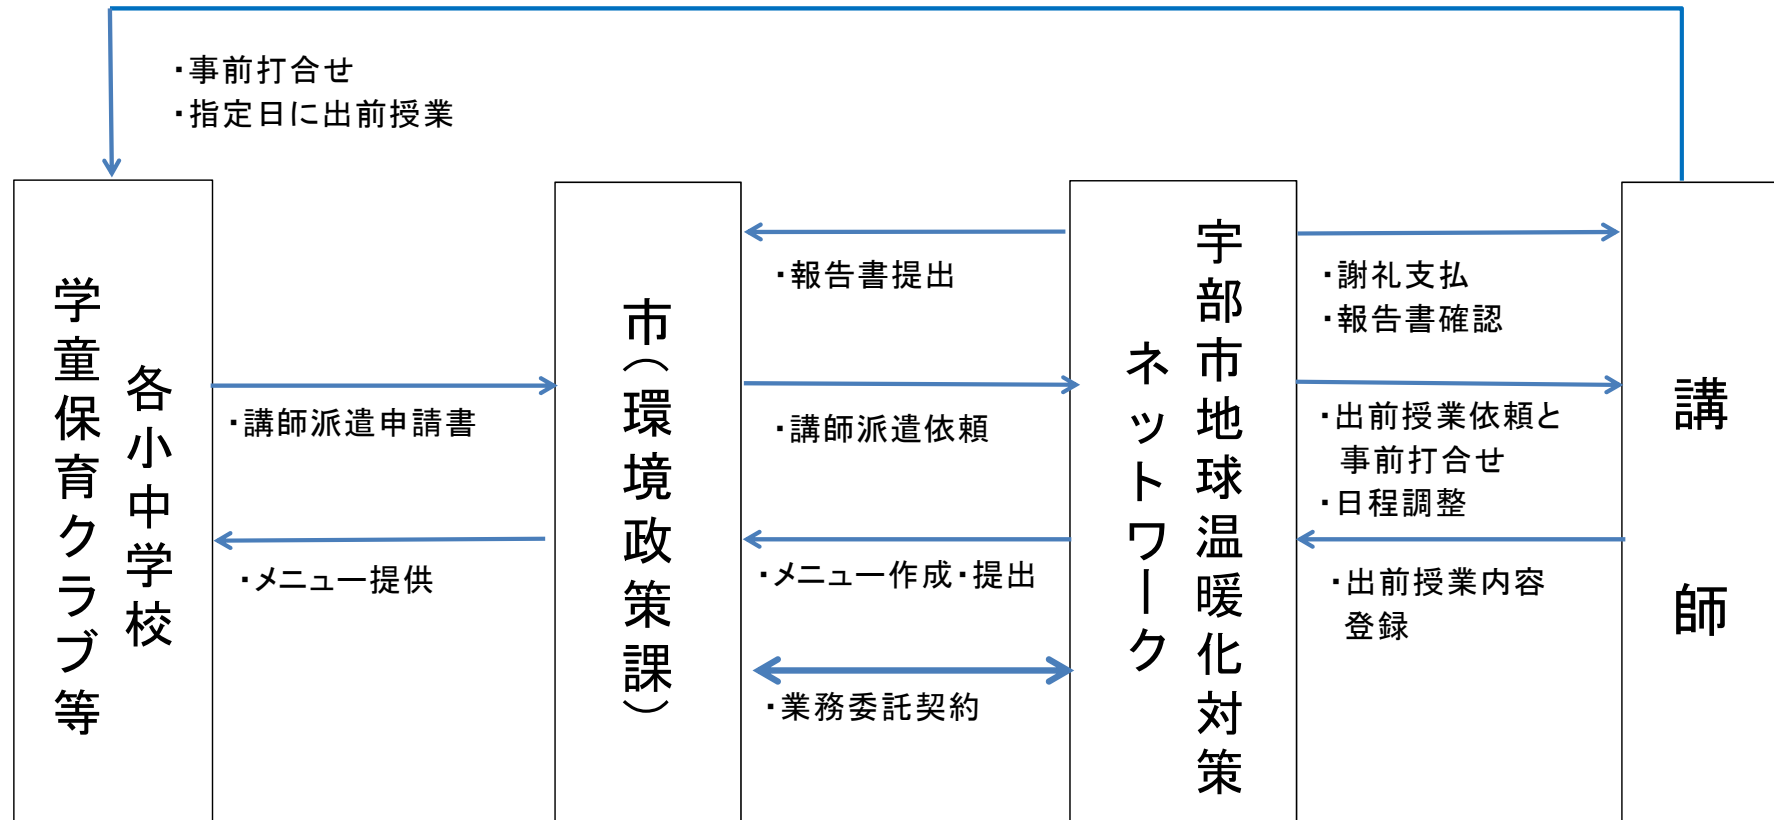 ・事前打合せ
・指定日に出前授業
各小中学校
学童保育クラブ等
・講師派遣申請書
・メニュー提供
市(環境政策課)
・報告書提出
・講師派遣依頼
・メニュー作成・提出
・業務委託契約
宇部市地球温暖化対策
ネットワーク
・謝礼支払
・報告書確認
・出前授業依頼と
事前打合せ
・日程調整
・出前授業内容
登録
講師